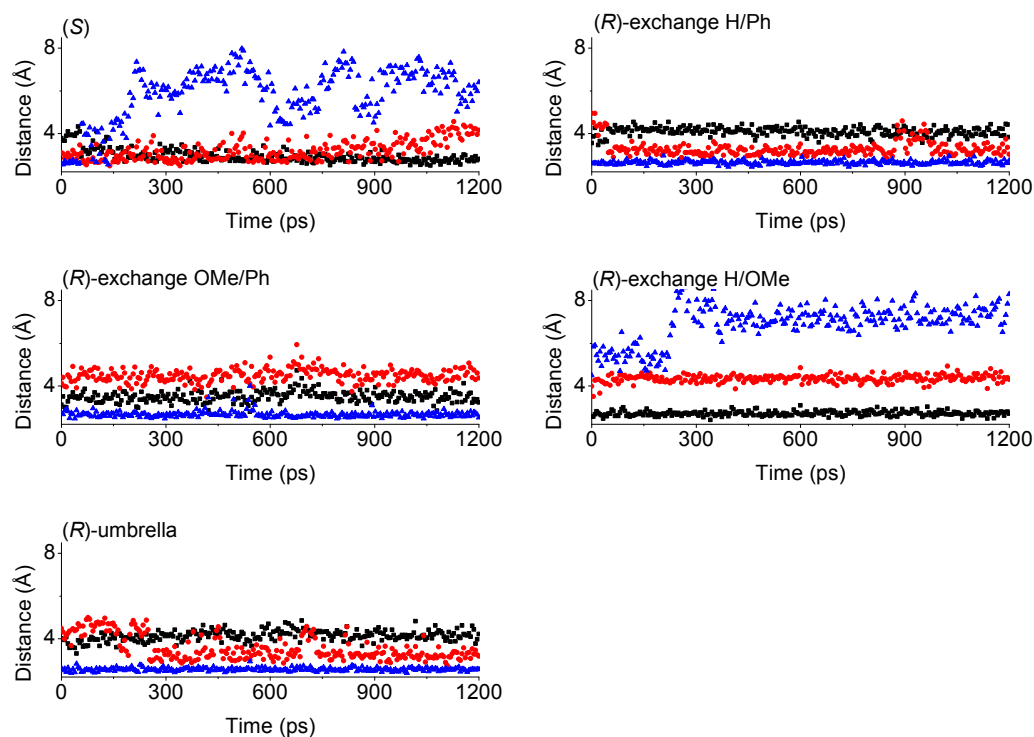 (S)
8
4
Distance (Å)
0 300 600 900 1200
Time (ps)
(R)-exchange H/Ph
8
4
Distance (Å)
0 300 600 900 1200
Time (ps)
(R)-exchange OMe/Ph
8
4
Distance (Å)
0 300 600 900 1200
Time (ps)
(R)-exchange H/OMe
8
4
Distance (Å)
0 300 600 900 1200
Time (ps)
(R)-umbrella
8
4
Distance (Å)
0 300 600 900 1200
Time (ps)